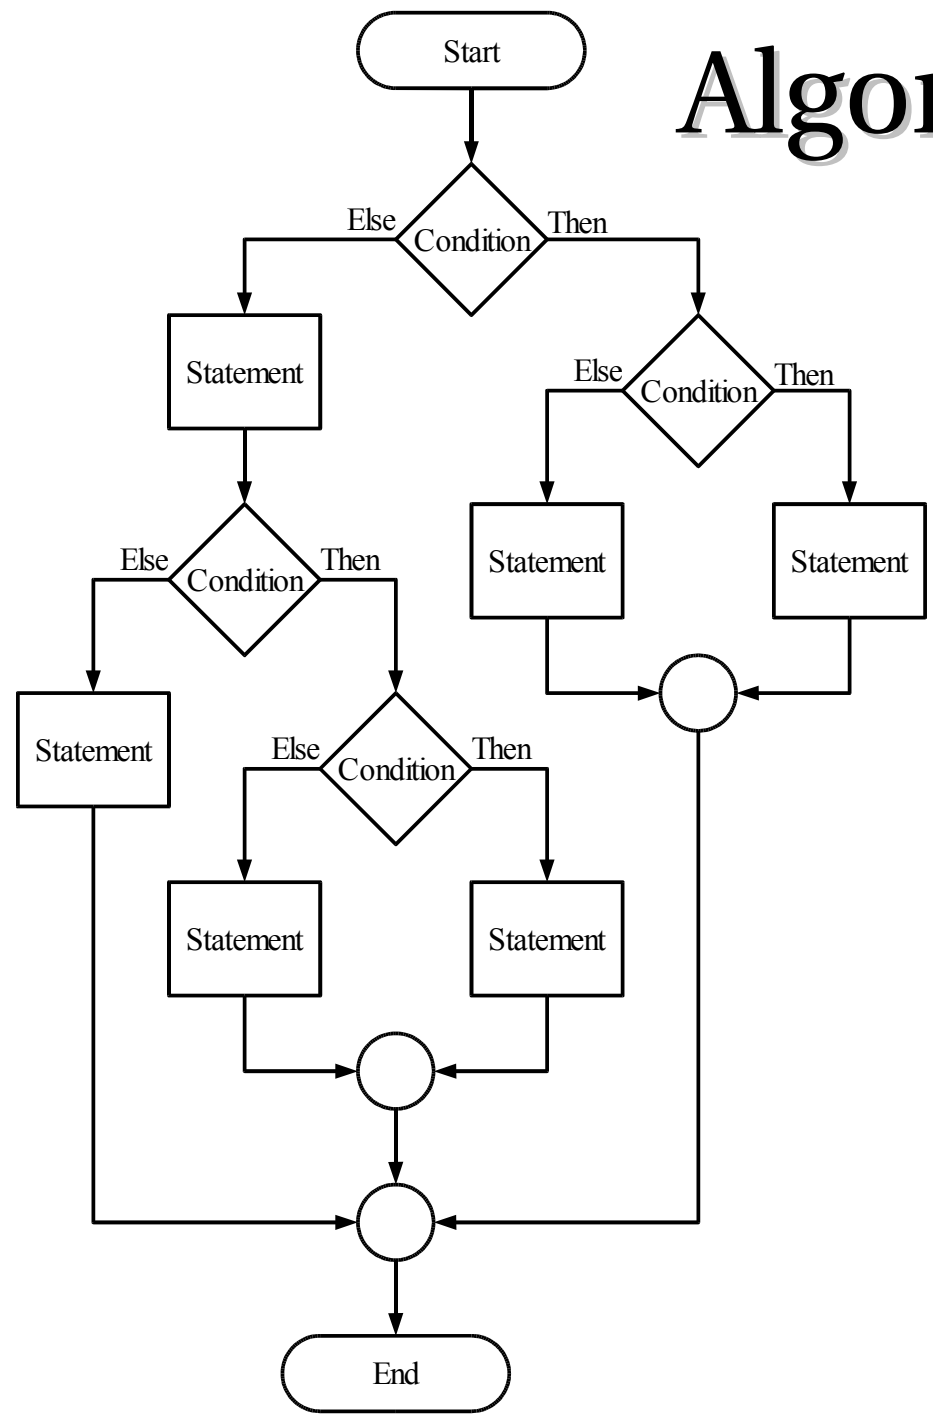 Start
Algor
Else
Condition
Then
Statement
Else
Condition
Then
Else
Condition
Then
Statement
Statement
Statement
Else
Condition
Then
Statement
Statement
End